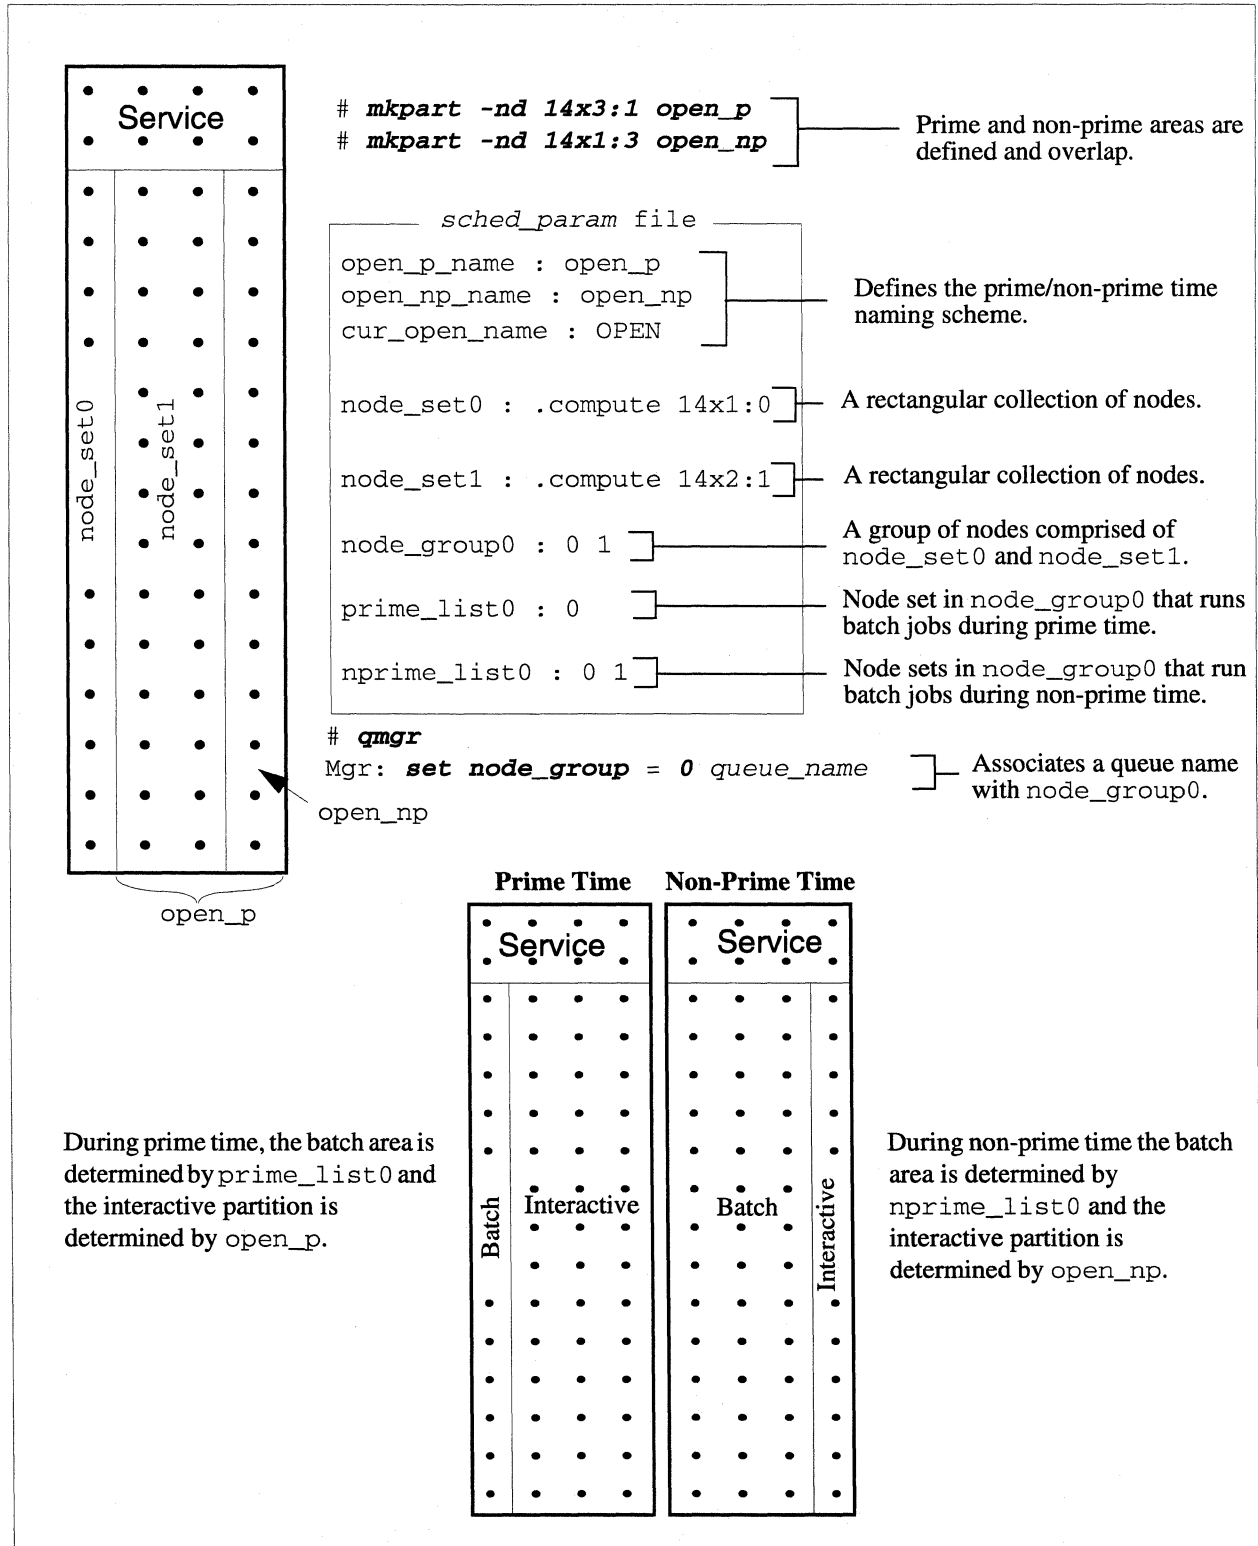 Service
# mkpart -nd 14x3:1 open_p
# mkpart -nd 14x1:3 open_np
Prime and non-prime areas are
defined and overlap.
sched_param file
open_p_name : open_p
open_np_name : open_np
cur_open_name : OPEN
Defines the prime/non-prime time
naming scheme.
node_set0 : .compute 14x1:0
A rectangular collection of nodes.
node_set1 : .compute 14x2:1
A rectangular collection of nodes.
node_group0 : 0 1
A group of nodes comprised of
node_set0 and node_set1.
prime_list0 : 0
Node set in node_group0 that runs
batch jobs during prime time.
nprime_list0 : 0 1
Node sets in node_group0 that run
batch jobs during non-prime time.
node_set0
node_set1
# qmgr
Mgr: set node_group = 0 queue_name
Associates a queue name
with node_group0.
open_np
open_p
Prime Time
Non-Prime Time
Service
Service
During prime time, the batch area is
determined by prime_list0 and
the interactive partition is
determined by open_p.
Batch
Interactive
Batch
Interactive
During non-prime time the batch
area is determined by
nprime_list0 and the
interactive partition is
determined by open_np.